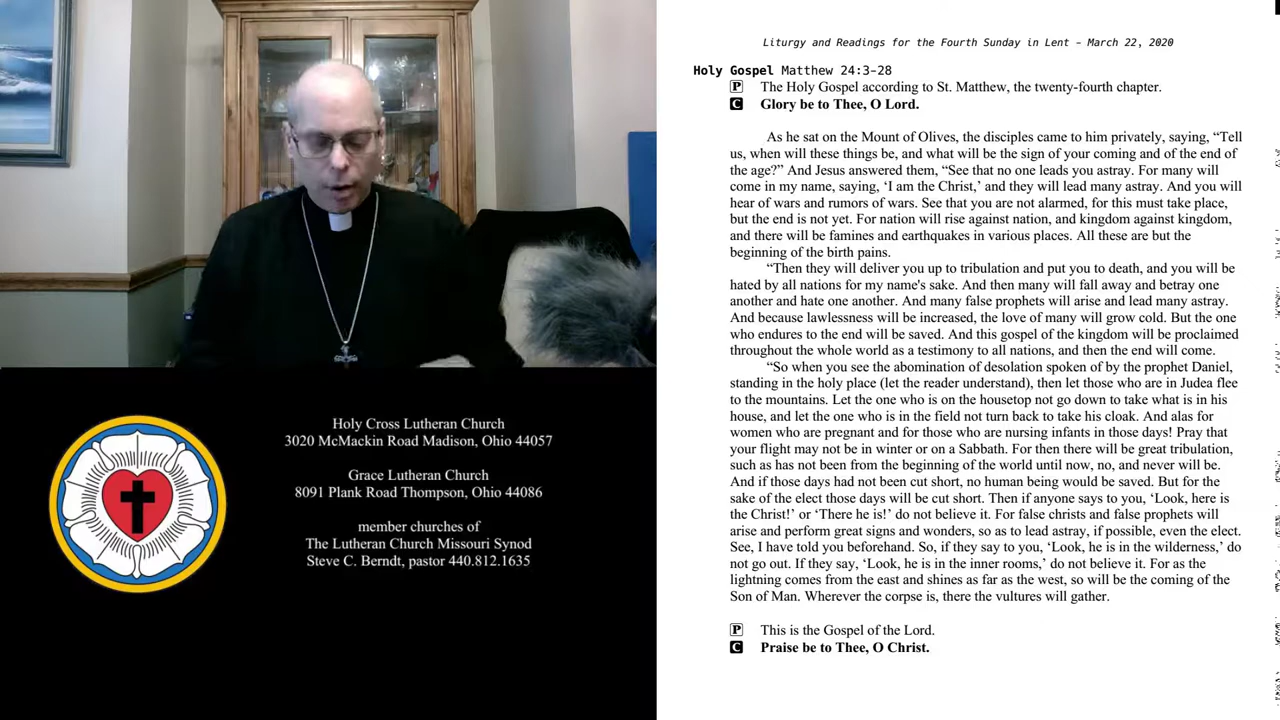 Liturgy and Readings for the Fourth Sunday in Lent - March 22, 2020
Holy Gospel Matthew 24:3-28
P The Holy Gospel according to St. Matthew, the twenty-fourth chapter.
C Glory be to Thee, O Lord.
As he sat on the Mount of Olives, the disciples came to him privately, saying, “Tell
us, when will these things be, and what will be the sign of your coming and of the end of
the age?” And Jesus answered them, “See that no one leads you astray. For many will
come in my name, saying, ‘I am the Christ,’ and they will lead many astray. And you will
hear of wars and rumors of wars. See that you are not alarmed, for this must take place,
but the end is not yet. For nation will rise against nation, and kingdom against kingdom,
and there will be famines and earthquakes in various places. All these are but the
beginning of the birth pains.
“Then they will deliver you up to tribulation and put you to death, and you will be
hated by all nations for my name's sake. And then many will fall away and betray one
another and hate one another. And many false prophets will arise and lead many astray.
And because lawlessness will be increased, the love of many will grow cold. But the one
who endures to the end will be saved. And this gospel of the kingdom will be proclaimed
throughout the whole world as a testimony to all nations, and then the end will come.
“So when you see the abomination of desolation spoken of by the prophet Daniel,
standing in the holy place (let the reader understand), then let those who are in Judea flee
to the mountains. Let the one who is on the housetop not go down to take what is in his
house, and let the one who is in the field not turn back to take his cloak. And alas for
women who are pregnant and for those who are nursing infants in those days! Pray that
your flight may not be in winter or on a Sabbath. For then there will be great tribulation,
such as has not been from the beginning of the world until now, no, and never will be.
And if those days had not been cut short, no human being would be saved. But for the
sake of the elect those days will be cut short. Then if anyone says to you, ‘Look, here is
the Christ!’ or ‘There he is!’ do not believe it. For false christs and false prophets will
arise and perform great signs and wonders, so as to lead astray, if possible, even the elect.
See, I have told you beforehand. So, if they say to you, ‘Look, he is in the wilderness,’ do
not go out. If they say, ‘Look, he is in the inner rooms,’ do not believe it. For as the
lightning comes from the east and shines as far as the west, so will be the coming of the
Son of Man. Wherever the corpse is, there the vultures will gather.
P This is the Gospel of the Lord.
C Praise be to Thee, O Christ.
Holy Cross Lutheran Church
3020 McMackin Road Madison, Ohio 44057
Grace Lutheran Church
8091 Plank Road Thompson, Ohio 44086
member churches of
The Lutheran Church Missouri Synod
Steve C. Berndt, pastor 440.812.1635